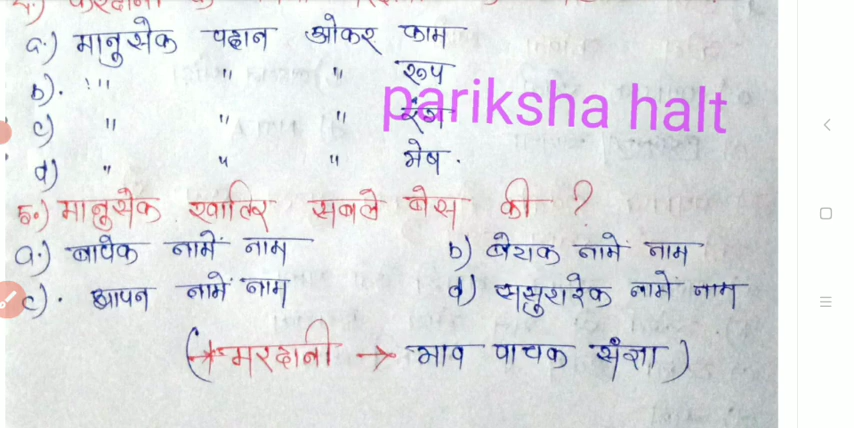 a.) मानुसेक पहान ओकर काम
b). " " " रूप
c) " " " रंग
d) " " " भेष.
pariksha halt
5.) मानुसेक खातिर सबले बेस की ?
a.) बापेक नामें नाम b) बेटाक नामें नाम
c). आपन नामें नाम d) ससुरारेक नामें नाम
(* मरदानी → भाव वाचक संज्ञा)